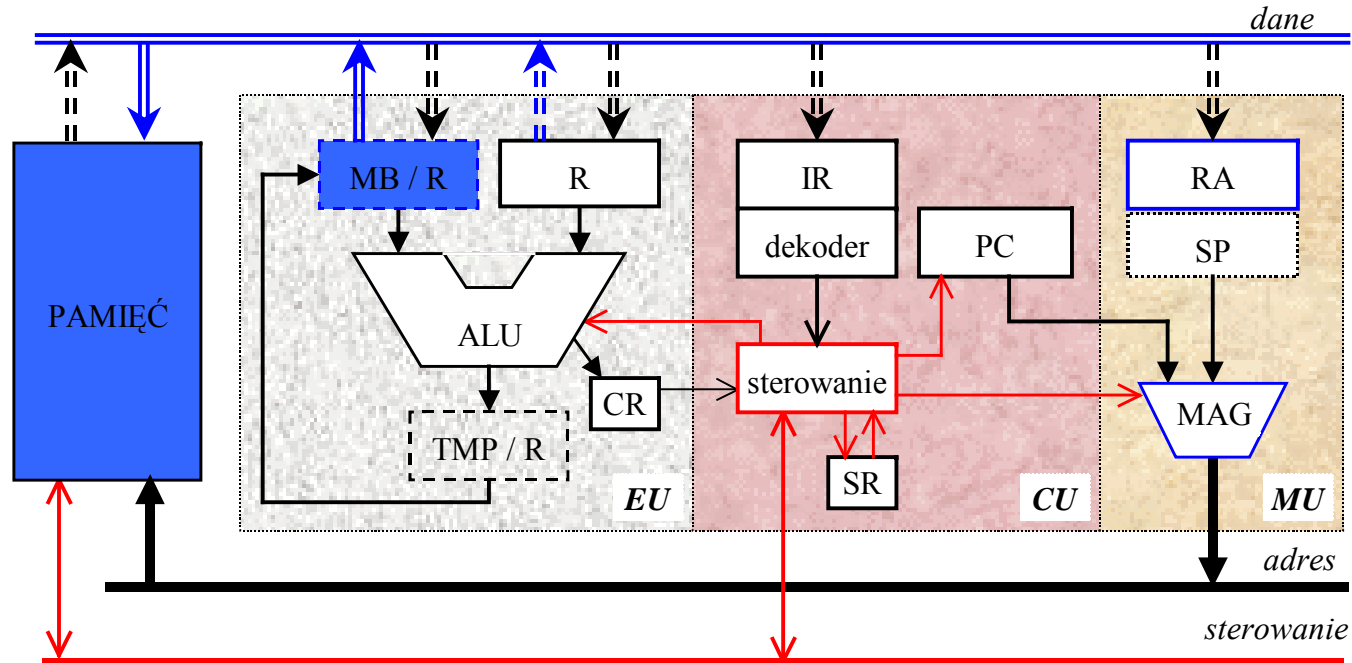 dane
MB / R
R
IR
RA
dekoder
PC
SP
PAMIĘĆ
ALU
sterowanie
CR
MAG
TMP / R
SR
EU
CU
MU
adres
sterowanie